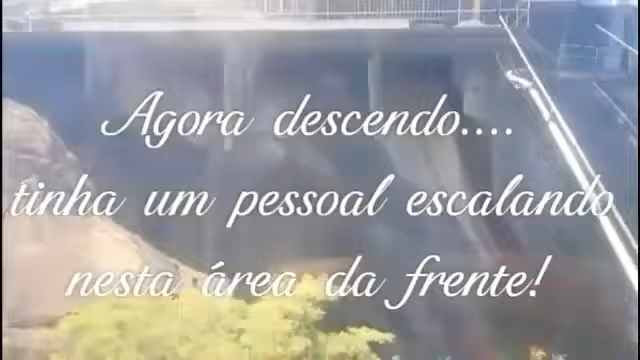 Agora descendo....
tinha um pessoal escalando
nesta área da frente!